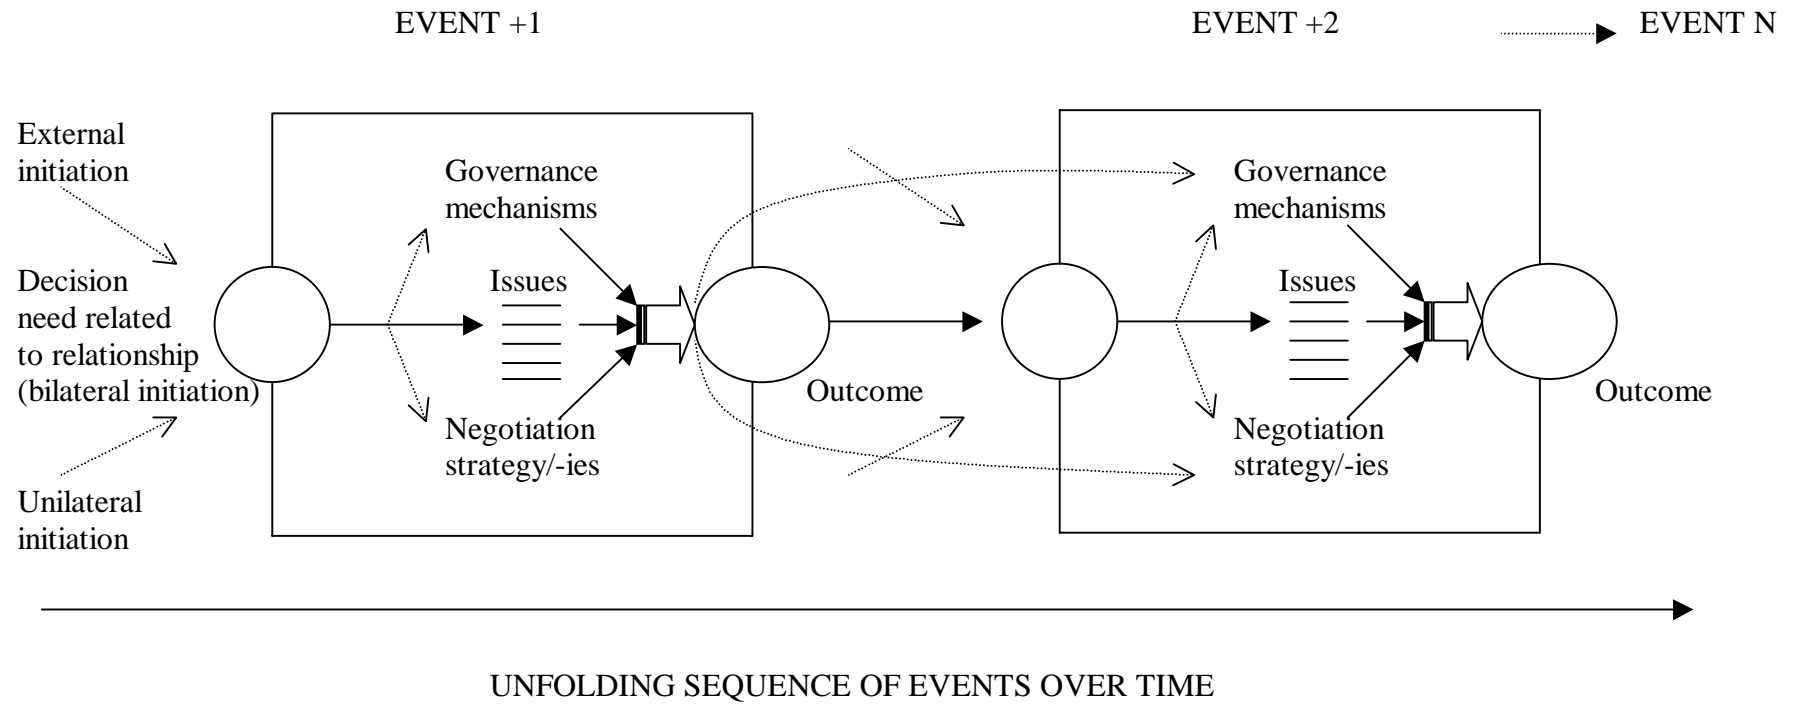 EVENT +1
EVENT +2
EVENT N
External
initiation
Decision
need related
to relationship
(bilateral initiation)
Unilateral
initiation
Governance
mechanisms
Issues
Negotiation
strategy/-ies
Outcome
Governance
mechanisms
Issues
Negotiation
strategy/-ies
Outcome
UNFOLDING SEQUENCE OF EVENTS OVER TIME